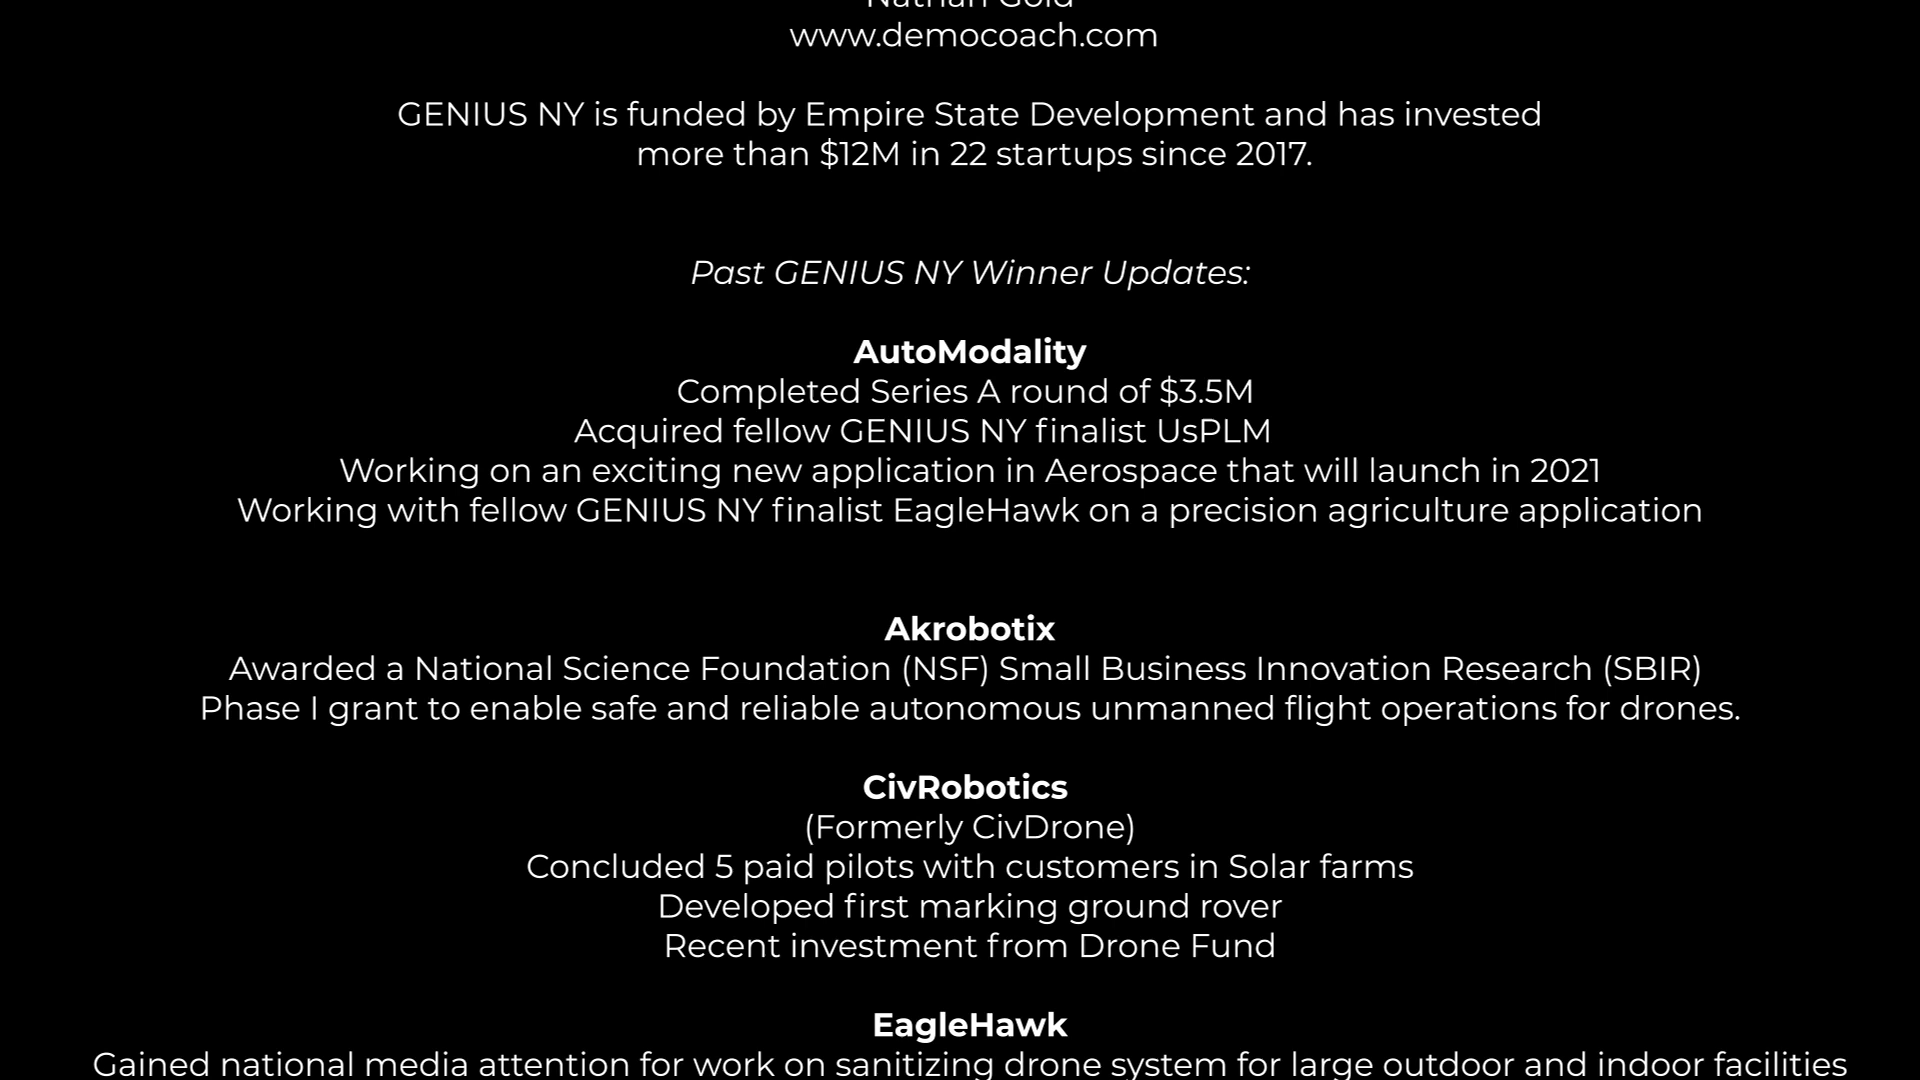 Nathan Gold
www.democoach.com
GENIUS NY is funded by Empire State Development and has invested
more than $12M in 22 startups since 2017.
Past GENIUS NY Winner Updates:
AutoModality
Completed Series A round of $3.5M
Acquired fellow GENIUS NY finalist UsPLM
Working on an exciting new application in Aerospace that will launch in 2021
Working with fellow GENIUS NY finalist EagleHawk on a precision agriculture application
Akrobotix
Awarded a National Science Foundation (NSF) Small Business Innovation Research (SBIR)
Phase I grant to enable safe and reliable autonomous unmanned flight operations for drones.
CivRobotics
(Formerly CivDrone)
Concluded 5 paid pilots with customers in Solar farms
Developed first marking ground rover
Recent investment from Drone Fund
EagleHawk
Gained national media attention for work on sanitizing drone system for large outdoor and indoor facilities